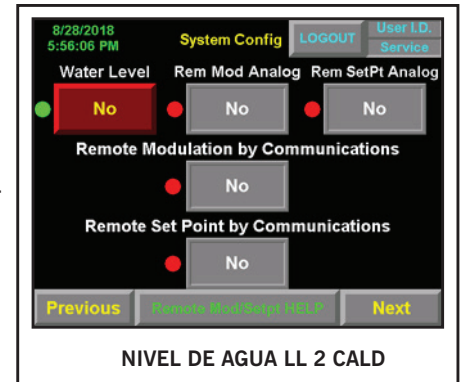 8/28/2018
5:56:06 PM
System Config
LOGOUT
User I.D.
Service
Water Level
Rem Mod Analog
Rem SetPt Analog
No
No
No
Remote Modulation by Communications
No
Remote Set Point by Communications
No
Previous
Remote Mod/Setpt HELP
Next
NIVEL DE AGUA LL 2 CALD